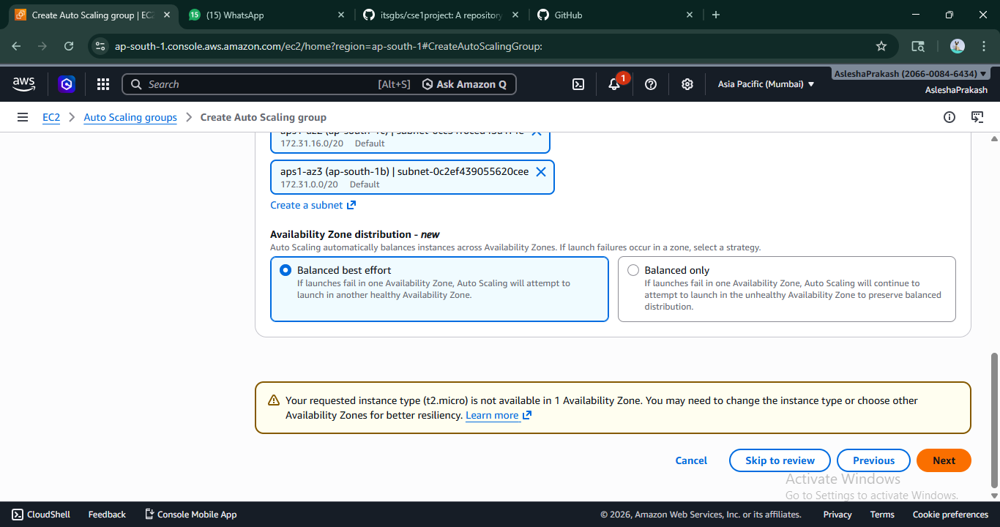 Create Auto Scaling group | EC2
(15) WhatsApp
itsgbs/cse1project: A repository
GitHub
ap-south-1.console.aws.amazon.com/ec2/home?region=ap-south-1#CreateAutoScalingGroup:
aws
Search
[Alt+S]
Ask Amazon Q
1
Asia Pacific (Mumbai)
AsleshaPrakash (2066-0084-6434)
AsleshaPrakash
EC2
Auto Scaling groups
Create Auto Scaling group
172.31.16.0/20 Default
aps1-az3 (ap-south-1b) | subnet-0c2ef439055620cee
172.31.0.0/20 Default
Create a subnet
Availability Zone distribution - new
Auto Scaling automatically balances instances across Availability Zones. If launch failures occur in a zone, select a strategy.
Balanced best effort
If launches fail in one Availability Zone, Auto Scaling will attempt to
launch in another healthy Availability Zone.
Balanced only
If launches fail in one Availability Zone, Auto Scaling will continue to
attempt to launch in the unhealthy Availability Zone to preserve balanced
distribution.
Your requested instance type (t2.micro) is not available in 1 Availability Zone. You may need to change the instance type or choose other
Availability Zones for better resiliency. Learn more
Cancel
Skip to review
Previous
Next
Activate Windows
Go to Settings to activate Windows.
CloudShell
Feedback
Console Mobile App
© 2026, Amazon Web Services, Inc. or its affiliates.
Privacy
Terms
Cookie preferences